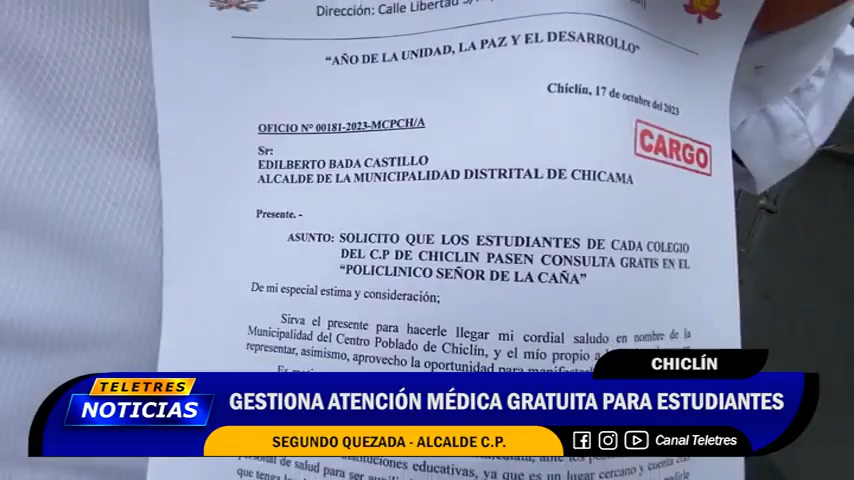 Dirección: Calle Libertad
“AÑO DE LA UNIDAD, LA PAZ Y EL DESARROLLO”
Chiclín, 17 de octubre del 2023
OFICIO N° 00181-2023-MCPCH/A
CARGO
Sr:
EDILBERTO BADA CASTILLO
ALCALDE DE LA MUNICIPALIDAD DISTRITAL DE CHICAMA
Presente. -
ASUNTO: SOLICITO QUE LOS ESTUDIANTES DE CADA COLEGIO
DEL C.P DE CHICLIN PASEN CONSULTA GRATIS EN EL
“POLICLINICO SEÑOR DE LA CAÑA”
De mi especial estima y consideración;
Sirva el presente para hacerle llegar mi cordial saludo en nombre de la
Municipalidad del Centro Poblado de Chiclín, y el mío propio a
representar, asimismo, aprovecho la oportunidad para
CHICLÍN
TELETRES
NOTICIAS
GESTIONA ATENCIÓN MÉDICA GRATUITA PARA ESTUDIANTES
SEGUNDO QUEZADA - ALCALDE C.P.
Canal Teletres
educativas, ya que es un lugar cercano y cuenta con
de salud para ser
que tenga